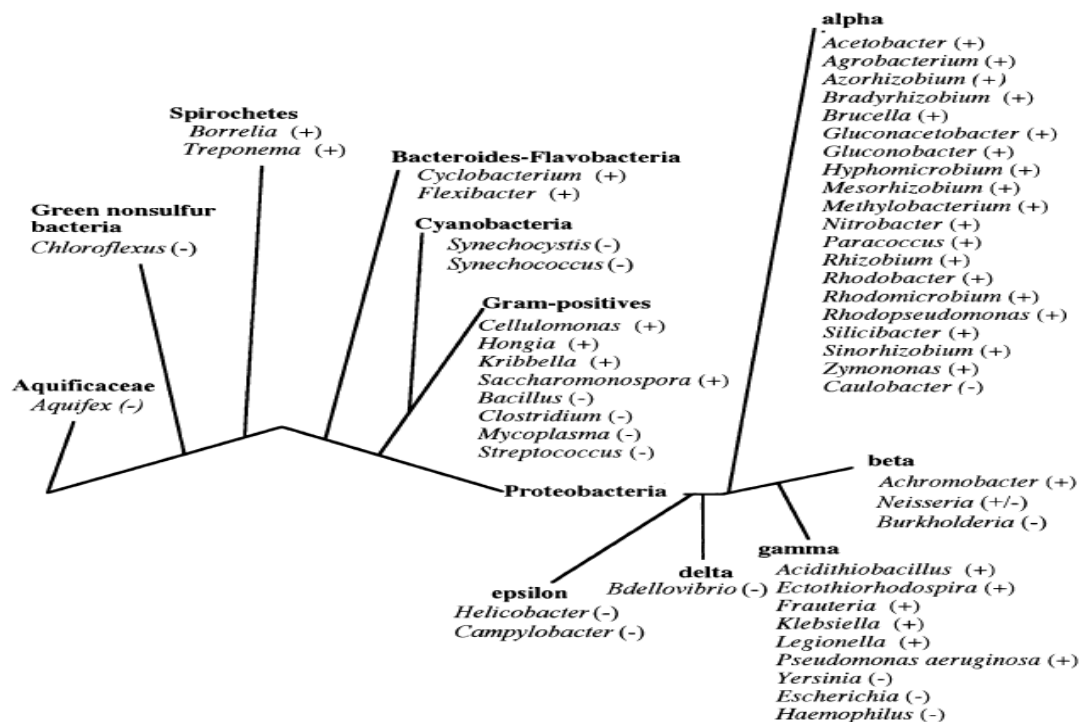 alpha
Acetobacter (+)
Agrobacterium (+)
Azorhizobium (+)
Bradyrhizobium (+)
Brucella (+)
Gluconacetobacter (+)
Gluconobacter (+)
Hyphomicrobium (+)
Mesorhizobium (+)
Methylobacterium (+)
Nitrobacter (+)
Paracoccus (+)
Rhizobium (+)
Rhodobacter (+)
Rhodomicrobium (+)
Rhodopseudomonas (+)
Silicibacter (+)
Sinorhizobium (+)
Zymononas (+)
Caulobacter (-)
Spirochetes
Borrelia (+)
Treponema (+)
Bacteroides-Flavobacteria
Cyclobacterium (+)
Flexibacter (+)
Green nonsulfur
bacteria
Chloroflexus (-)
Cyanobacteria
Synechocystis (-)
Synechococcus (-)
Gram-positives
Cellulomonas (+)
Hongia (+)
Kribbella (+)
Saccharomonospora (+)
Bacillus (-)
Clostridium (-)
Mycoplasma (-)
Streptococcus (-)
Aquificaceae
Aquifex (-)
Proteobacteria
beta
Achromobacter (+)
Neisseria (+/-)
Burkholderia (-)
gamma
Acidithiobacillus (+)
Ectothiorhodospira (+)
Frauteria (+)
Klebsiella (+)
Legionella (+)
Pseudomonas aeruginosa (+)
Yersinia (-)
Escherichia (-)
Haemophilus (-)
delta
Bdellovibrio (-)
epsilon
Helicobacter (-)
Campylobacter (-)